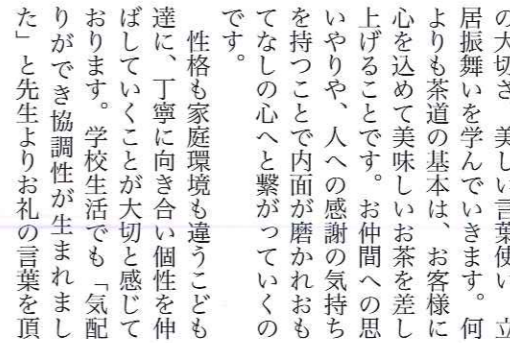 の大切さ　美しい言葉使い　立
居振舞いを学んでいきます。何
よりも茶道の基本は、お客様に
心を込めて美味しいお茶を差し
上げることです。お仲間への思
いやりや、人への感謝の気持ち
を持つことで内面が磨かれおも
てなしの心へと繋がっていくの
です。
　性格も家庭環境も違うこども
達に、丁寧に向き合い個性を伸
ばしていくことが大切と感じて
おります。学校生活でも「気配
りができ協調性が生まれまし
た」と先生よりお礼の言葉を頂